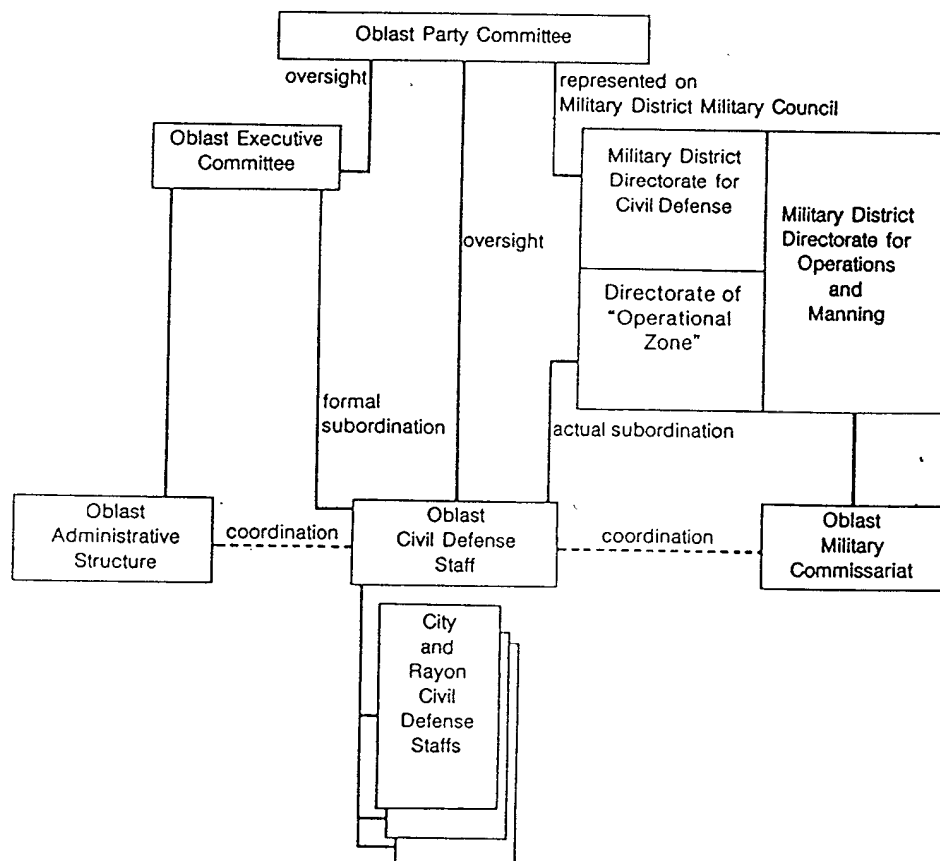 Oblast Party Committee
oversight
represented on
Military District Military Council
Oblast Executive
Committee
Military District
Directorate for
Civil Defense
Military District
Directorate for
Operations
and
Manning
oversight
Directorate of
"Operational
Zone"
formal
subordination
actual subordination
Oblast
Administrative
Structure
coordination
Oblast
Civil Defense
Staff
coordination
Oblast
Military
Commissariat
City
and
Rayon
Civil
Defense
Staffs